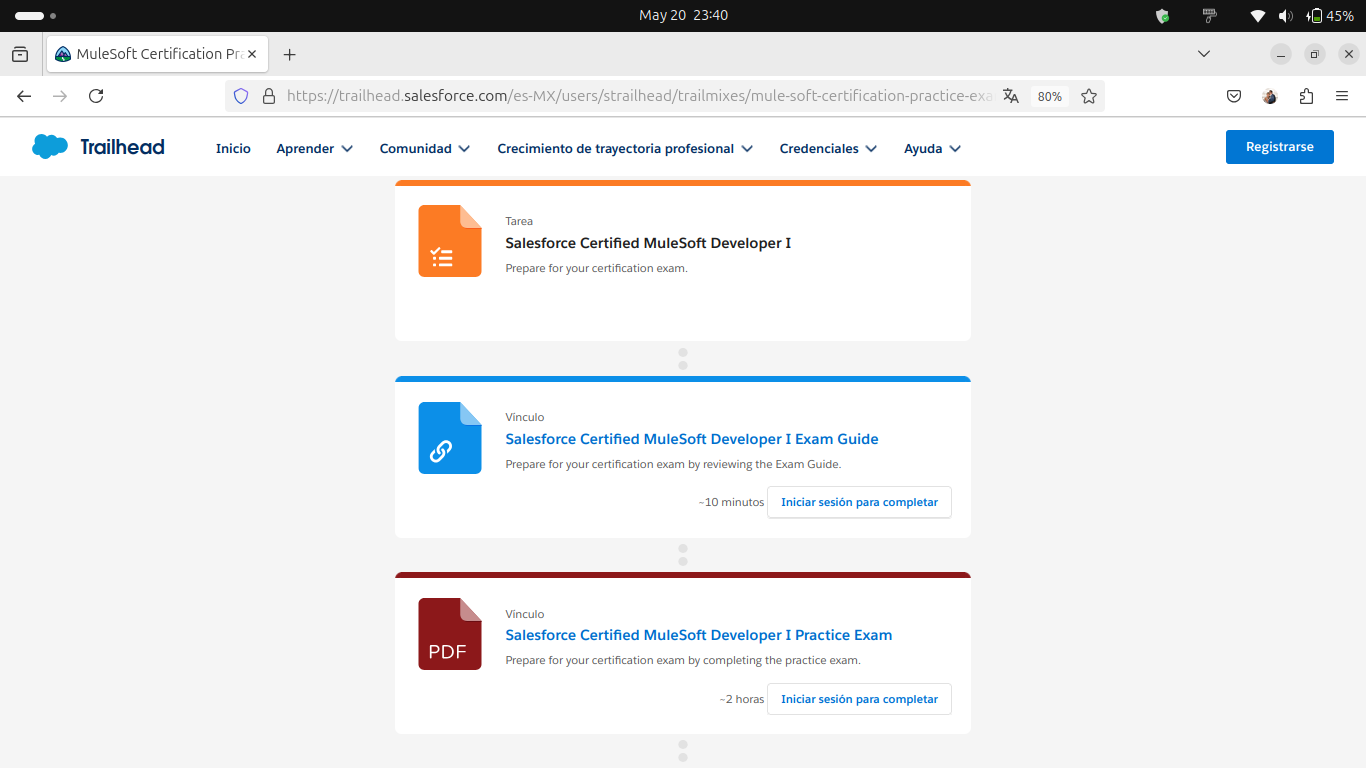 May 20 23:40
45%
MuleSoft Certification Pr
https://trailhead.salesforce.com/es-MX/users/strailhead/trailmixes/mule-soft-certification-practice-exa
80%
Trailhead
Inicio
Aprender
Comunidad
Crecimiento de trayectoria profesional
Credenciales
Ayuda
Registrarse
Tarea
Salesforce Certified MuleSoft Developer I
Prepare for your certification exam.
Vínculo
Salesforce Certified MuleSoft Developer I Exam Guide
Prepare for your certification exam by reviewing the Exam Guide.
~10 minutos
Iniciar sesión para completar
PDF
Vínculo
Salesforce Certified MuleSoft Developer I Practice Exam
Prepare for your certification exam by completing the practice exam.
~2 horas
Iniciar sesión para completar